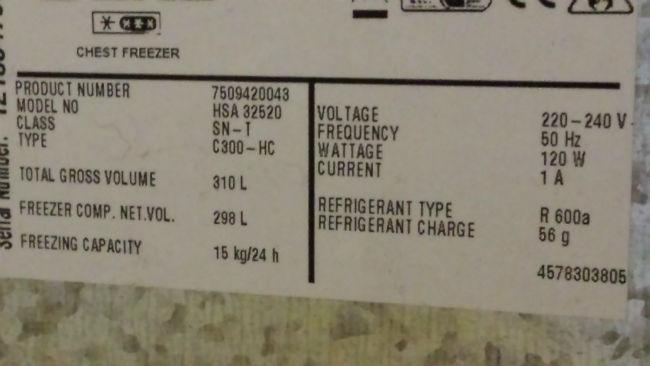 CHEST FREEZER
PRODUCT NUMBER 7509420043
MODEL NO HSA 32520
CLASS SN-T
TYPE C300-HC
TOTAL GROSS VOLUME 310 L
FREEZER COMP. NET.VOL. 298 L
FREEZING CAPACITY 15 kg/24 h
VOLTAGE 220-240 V
FREQUENCY 50 Hz
WATTAGE 120 W
CURRENT 1 A
REFRIGERANT TYPE R 600a
REFRIGERANT CHARGE 56 g
4578303805
Serial Number: